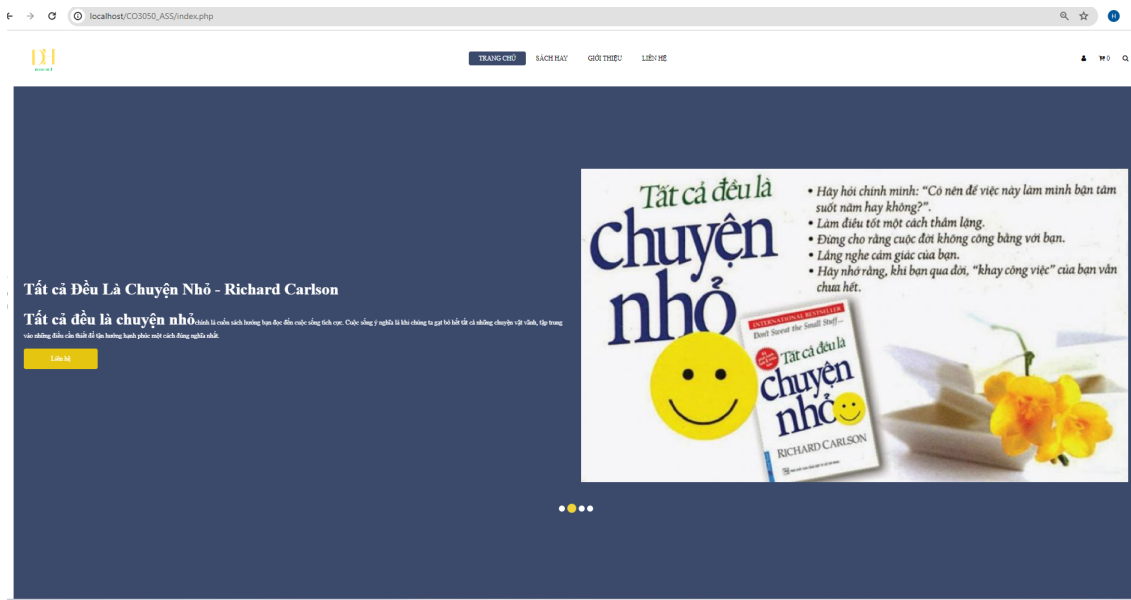 localhost/CO3050_ASS/index.php
H
TRANG CHỦ SÁCH HAY GIỚI THIỆU LIÊN HỆ
0
Tất cả Đều Là Chuyện Nhỏ - Richard Carlson
Tất cả đều là chuyện nhỏ chính là cuốn sách hướng bạn đọc đến cuộc sống tích cực. Cuộc sống ý nghĩa là khi chúng ta gạt bỏ hết tất cả những chuyện vặt vãnh, tập trung
vào những điều cần thiết để tận hưởng hạnh phúc một cách đúng nghĩa nhất.
Liên hệ
Tất cả đều là
chuyện
nhỏ
• Hãy hỏi chính mình: “Có nên để việc này làm mình bận tâm
suốt năm hay không?”.
• Làm điều tốt một cách thầm lặng.
• Đừng cho rằng cuộc đời không công bằng với bạn.
• Lắng nghe cảm giác của bạn.
• Hãy nhớ rằng, khi bạn qua đời, “khay công việc” của bạn vẫn
chưa hết.
INTERNATIONAL BESTSELLER
Don't Sweat the Small Stuff...
Tất cả đều là
chuyện
nhỏ
RICHARD CARLSON